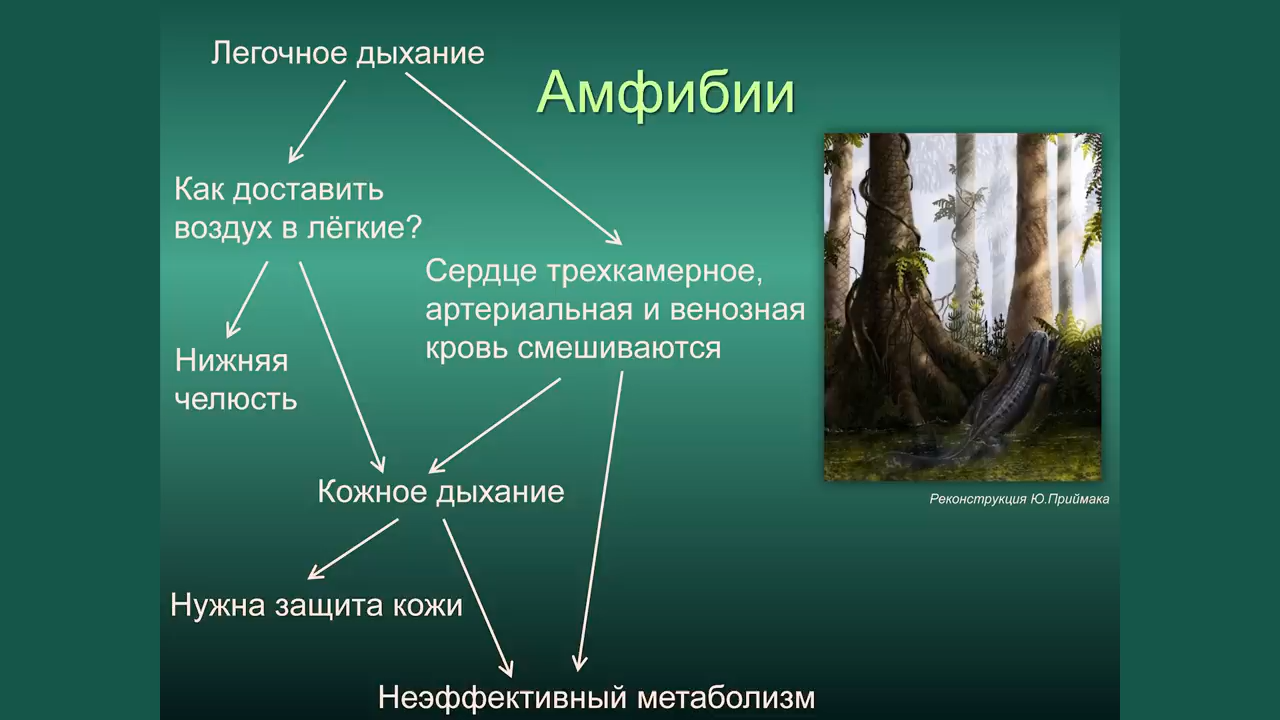 Легочное дыхание
Амфибии
Как доставить
воздух в лёгкие?
Сердце трехкамерное,
артериальная и венозная
кровь смешиваются
Нижняя
челюсть
Кожное дыхание
Реконструкция Ю.Приймака
Нужна защита кожи
Неэффективный метаболизм